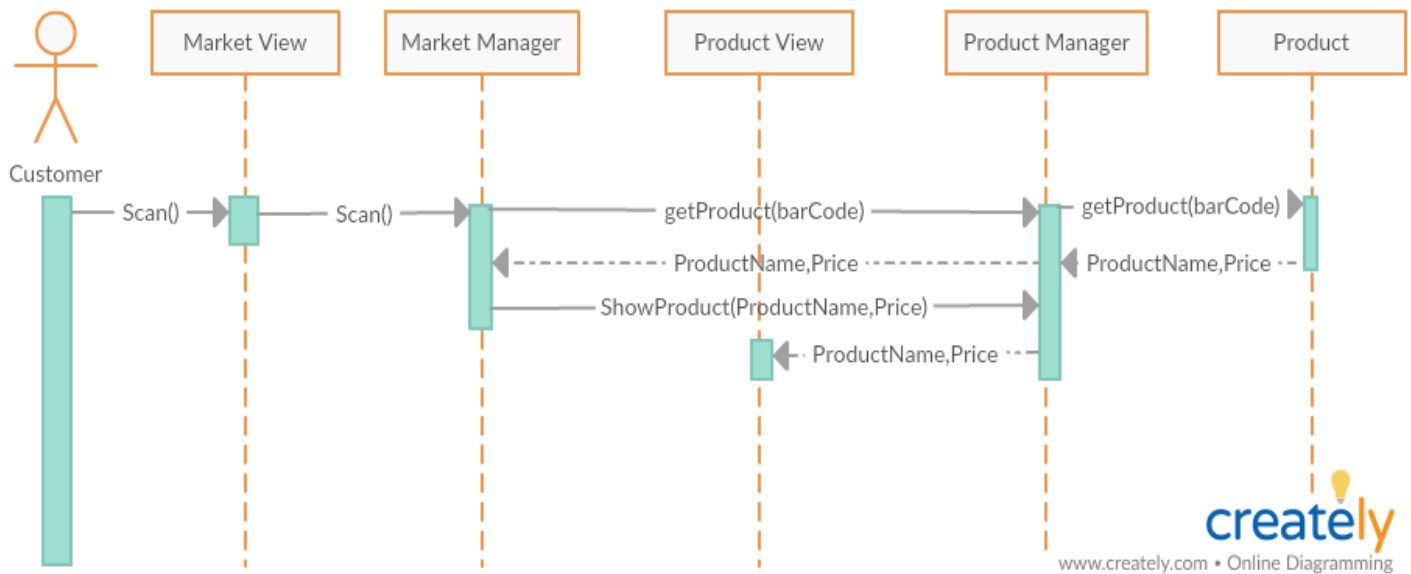 Market View
Market Manager
Product View
Product Manager
Product
Customer
Scan()
Scan()
getProduct(barCode)
getProduct(barCode)
ProductName,Price
ProductName,Price
ShowProduct(ProductName,Price)
ProductName,Price
creately
www.creately.com • Online Diagramming